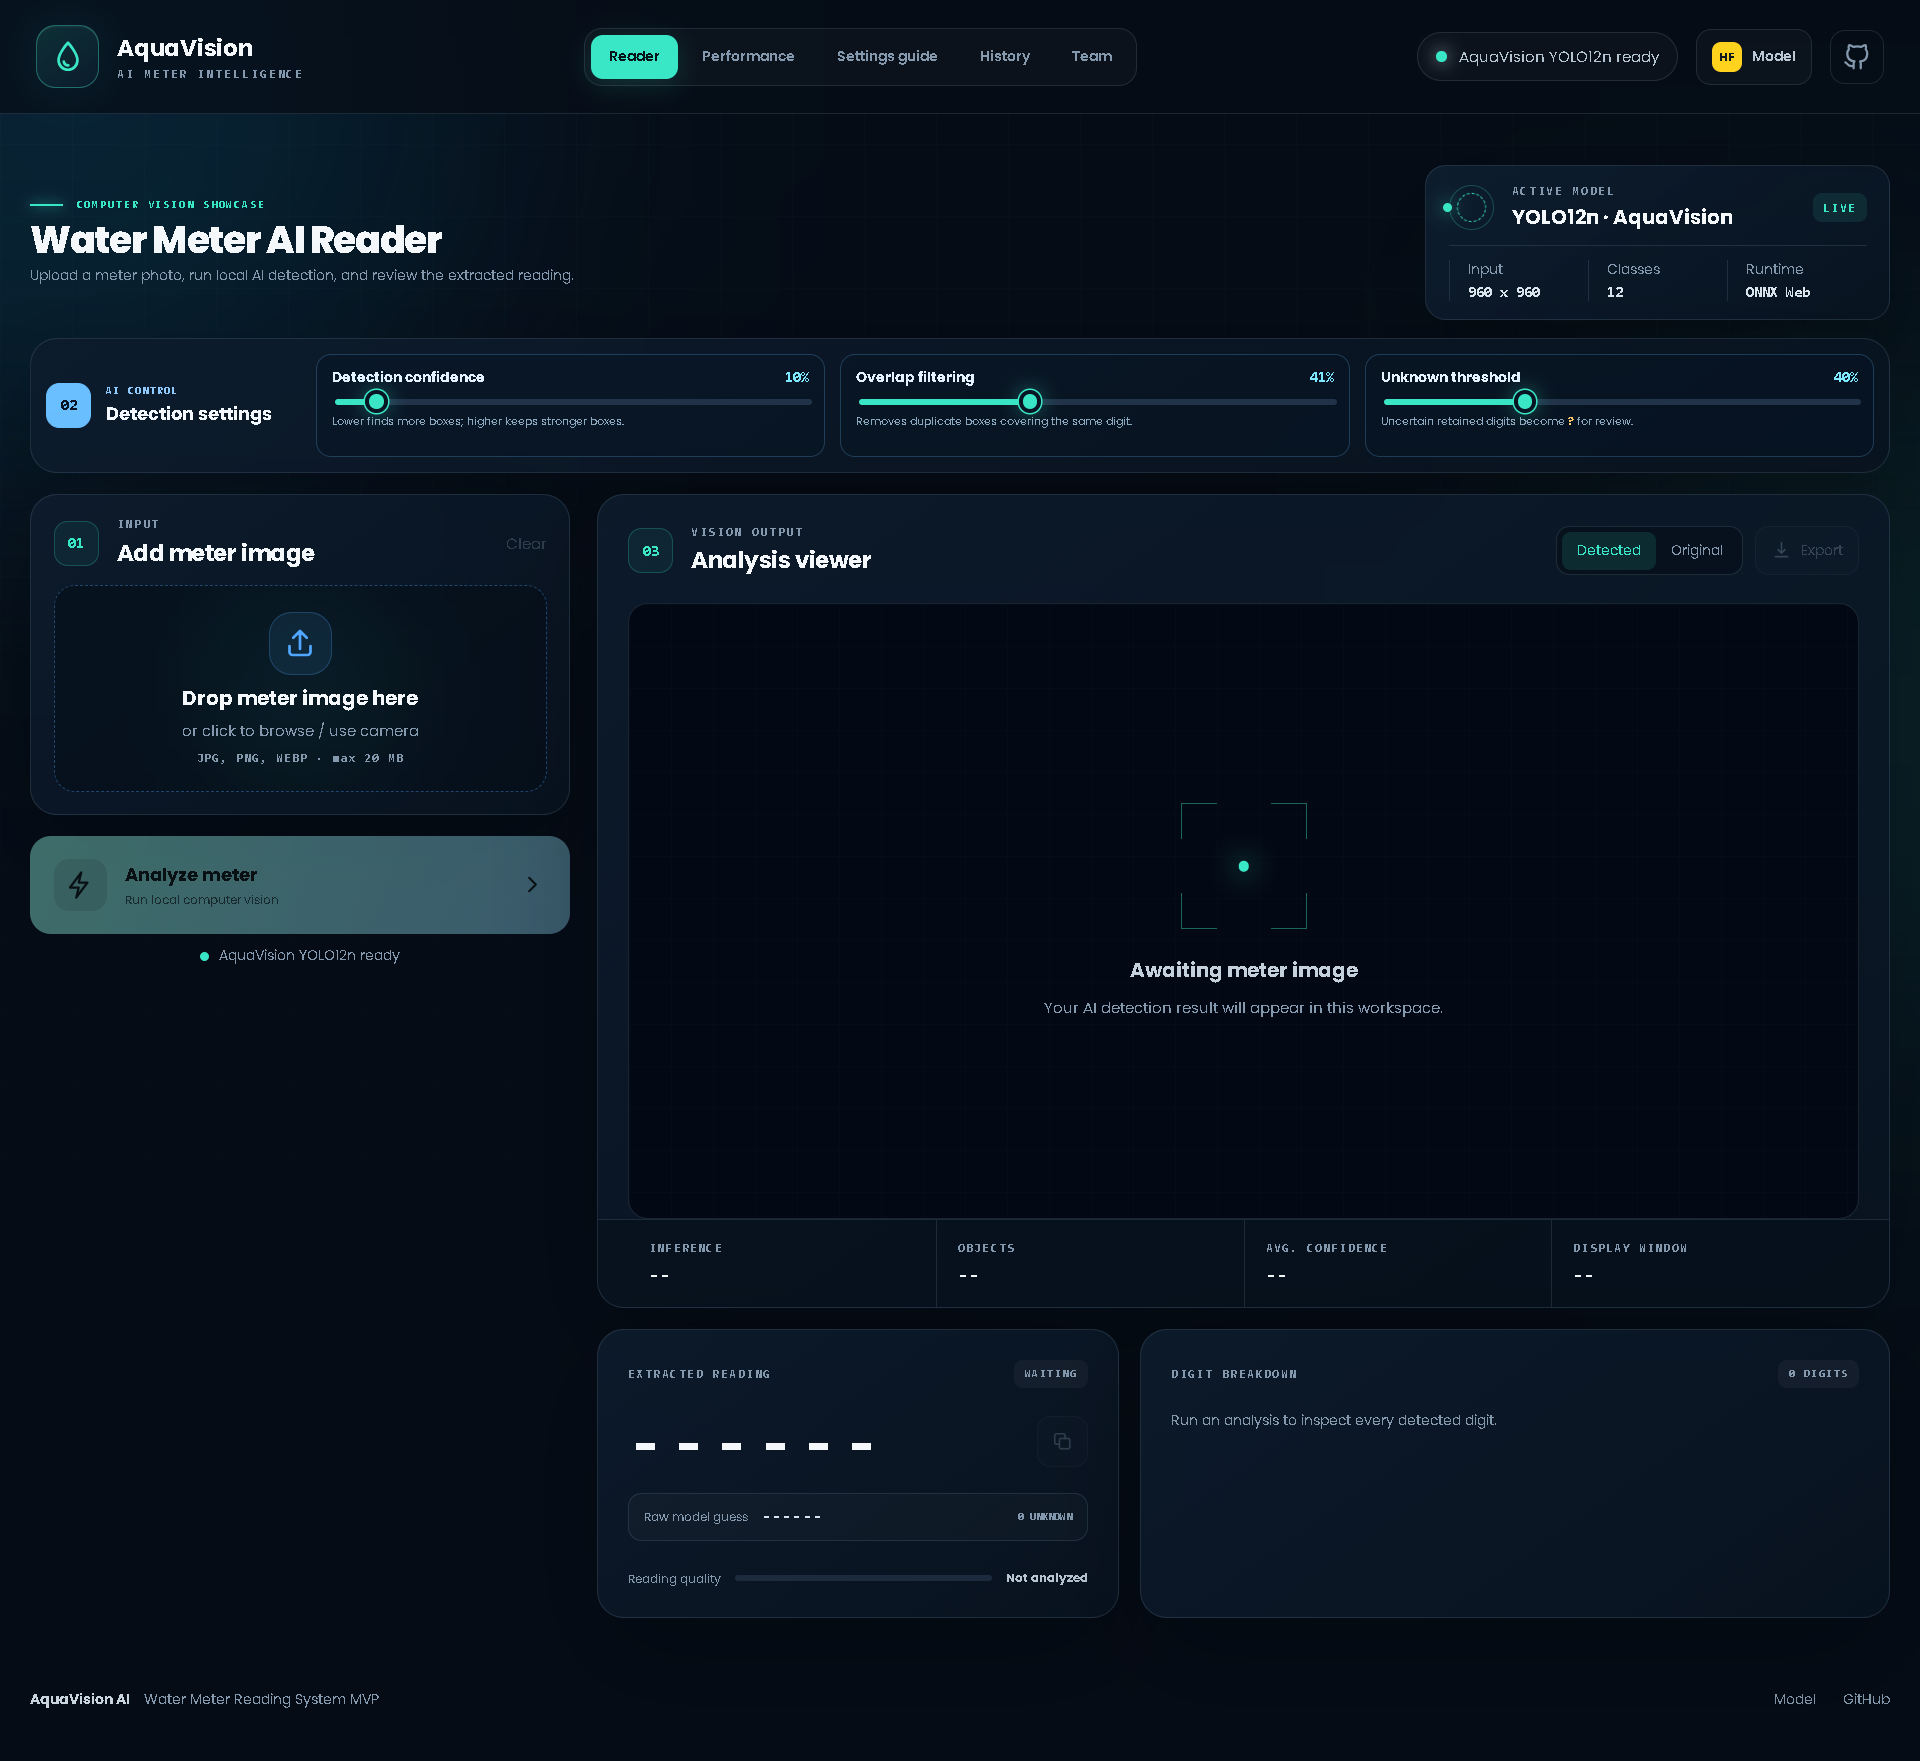 AquaVision
AI METER INTELLIGENCE
Reader
Performance
Settings guide
History
Team
AquaVision YOLO12n ready
HF
Model
COMPUTER VISION SHOWCASE
Water Meter AI Reader
Upload a meter photo, run local AI detection, and review the extracted reading.
ACTIVE MODEL
YOLO12n · AquaVision
LIVE
Input
960 x 960
Classes
12
Runtime
ONNX Web
02
AI CONTROL
Detection settings
Detection confidence
10%
Lower finds more boxes; higher keeps stronger boxes.
Overlap filtering
41%
Removes duplicate boxes covering the same digit.
Unknown threshold
40%
Uncertain retained digits become ? for review.
01
INPUT
Add meter image
Clear
Drop meter image here
or click to browse / use camera
JPG, PNG, WEBP · max 20 MB
Analyze meter
Run local computer vision
AquaVision YOLO12n ready
03
VISION OUTPUT
Analysis viewer
Detected
Original
Export
Awaiting meter image
Your AI detection result will appear in this workspace.
INFERENCE
--
OBJECTS
--
AVG. CONFIDENCE
--
DISPLAY WINDOW
--
EXTRACTED READING
WAITING
------
Raw model guess
------
0 UNKNOWN
Reading quality
Not analyzed
DIGIT BREAKDOWN
0 DIGITS
Run an analysis to inspect every detected digit.
AquaVision AI
Water Meter Reading System MVP
Model
GitHub